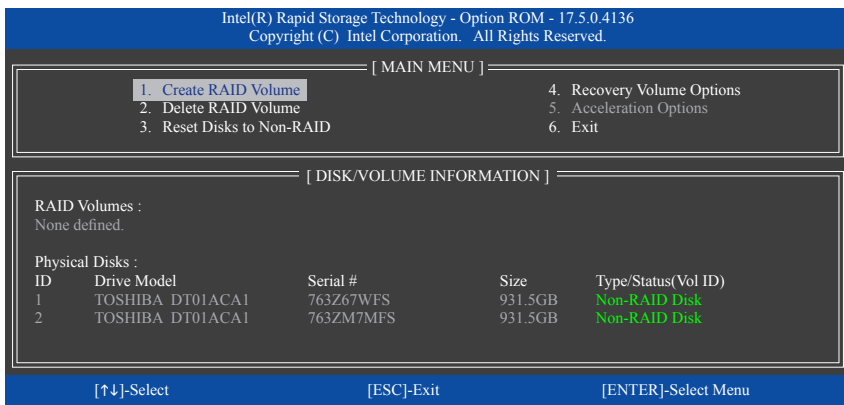 Intel(R) Rapid Storage Technology - Option ROM - 17.5.0.4136
Copyright (C) Intel Corporation. All Rights Reserved.
[ MAIN MENU ]
1. Create RAID Volume
2. Delete RAID Volume
3. Reset Disks to Non-RAID
4. Recovery Volume Options
5. Acceleration Options
6. Exit
[ DISK/VOLUME INFORMATION ]
RAID Volumes :
None defined.
Physical Disks :
ID Drive Model Serial # Size Type/Status(Vol ID)
1 TOSHIBA DT01ACA1 763Z67WFS 931.5GB Non-RAID Disk
2 TOSHIBA DT01ACA1 763ZM7MFS 931.5GB Non-RAID Disk
[↑↓]-Select [ESC]-Exit [ENTER]-Select Menu